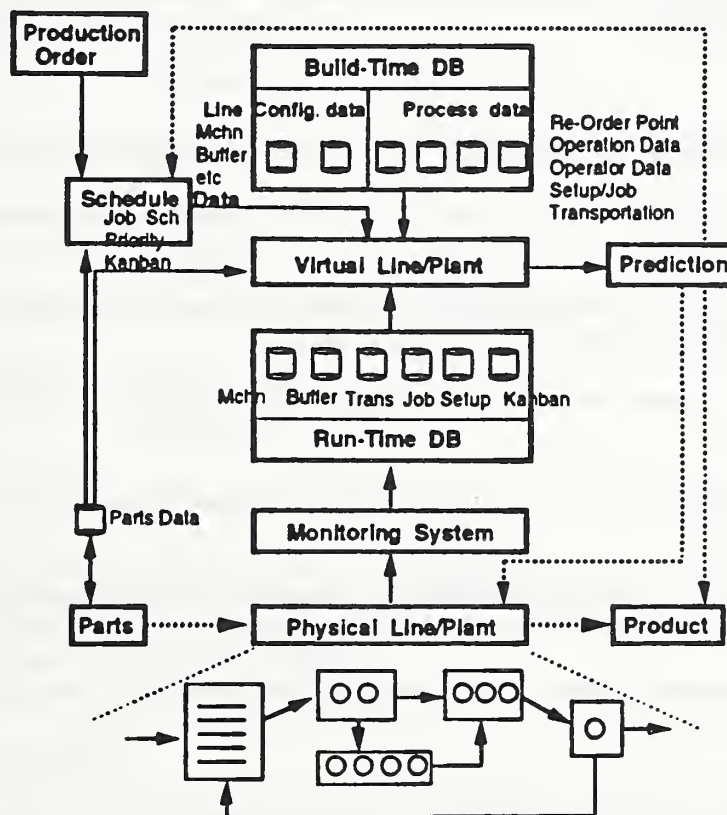 Production
Order
Build-Time DB
Line
Mchn
Buffer
etc
Data
Config. data
Process data
Re-Order Point
Operation Data
Operator Data
Setup/Job
Transportation
Schedule
Job Sch
Priority
Kanban
Virtual Line/Plant
Prediction
Mchn Buffer Trans Job Setup Kanban
Run-Time DB
Parts Data
Monitoring System
Parts
Physical Line/Plant
Product